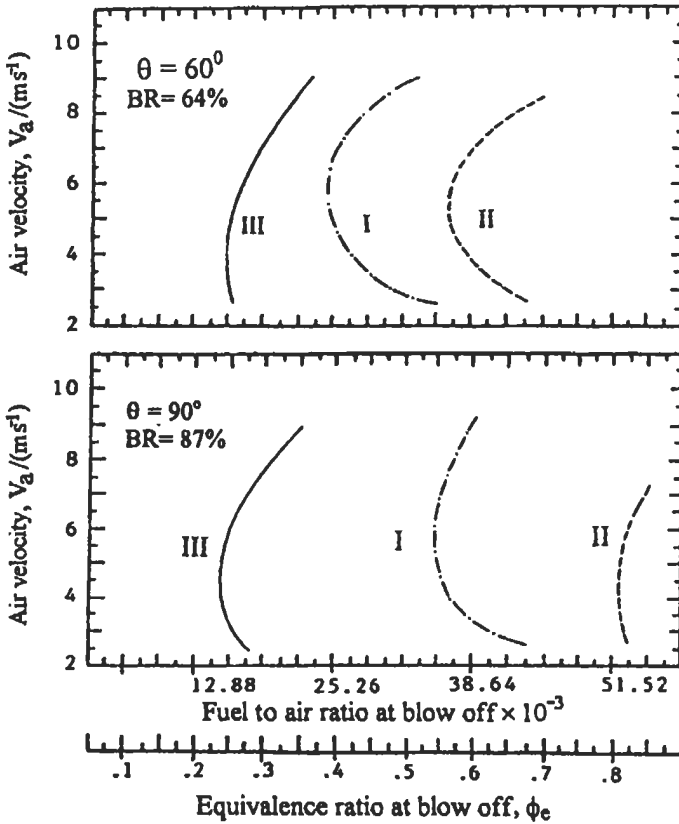 10
8
6
4
2
Air velocity, Va/(ms-1)
θ = 60⁰
BR= 64%
III
I
II
10
8
6
4
2
Air velocity, Va/(ms-1)
θ = 90°
BR= 87%
III
I
II
12.88 25.26 38.64 51.52
Fuel to air ratio at blow off × 10⁻³
.1 .2 .3 .4 .5 .6 .7 .8
Equivalence ratio at blow off, ϕe